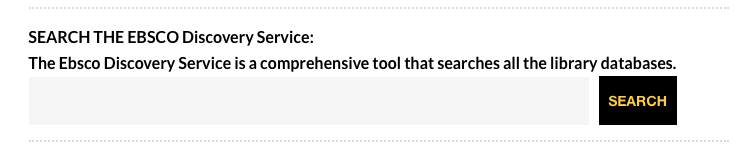 SEARCH THE EBSCO Discovery Service:
The Ebsco Discovery Service is a comprehensive tool that searches all the library databases.
SEARCH